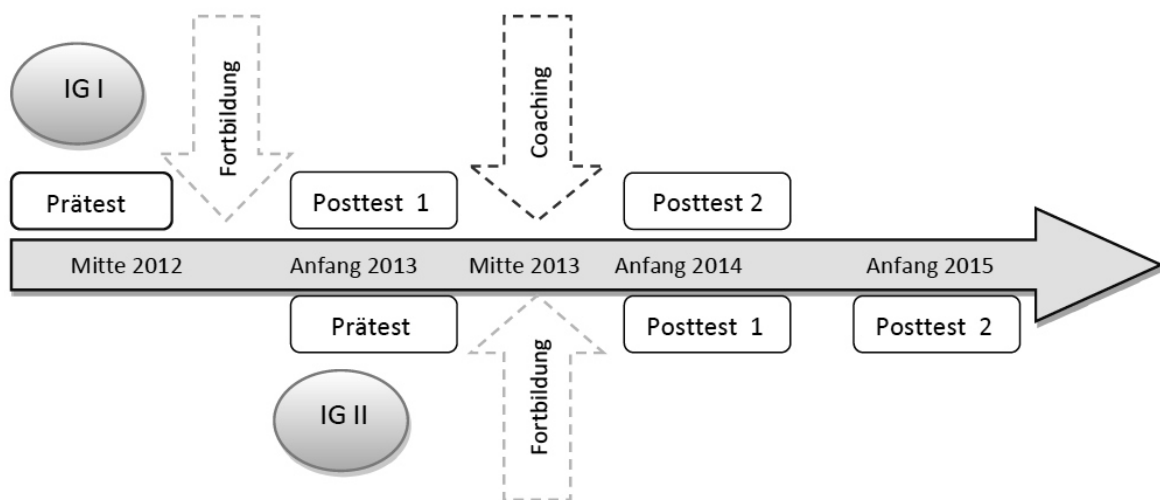 IG I
Fortbildung
Coaching
Prätest
Posttest 1
Posttest 2
Mitte 2012
Anfang 2013
Mitte 2013
Anfang 2014
Anfang 2015
Prätest
Posttest 1
Posttest 2
IG II
Fortbildung